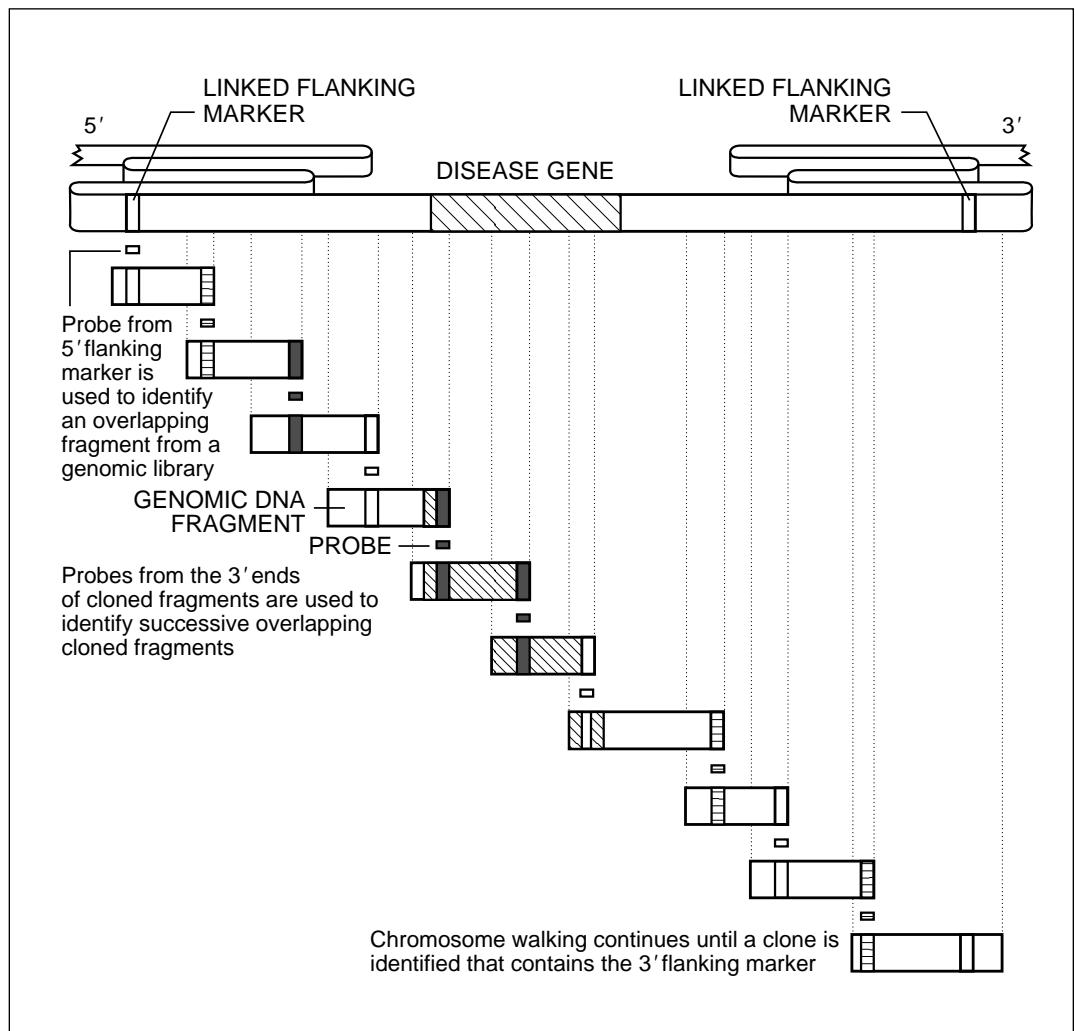 LINKED FLANKING
MARKER
LINKED FLANKING
MARKER
5′
3′
DISEASE GENE
Probe from
5′ flanking
marker is
used to identify
an overlapping
fragment from a
genomic library
GENOMIC DNA
FRAGMENT
PROBE
Probes from the 3′ ends
of cloned fragments are used to
identify successive overlapping
cloned fragments
Chromosome walking continues until a clone is
identified that contains the 3′ flanking marker